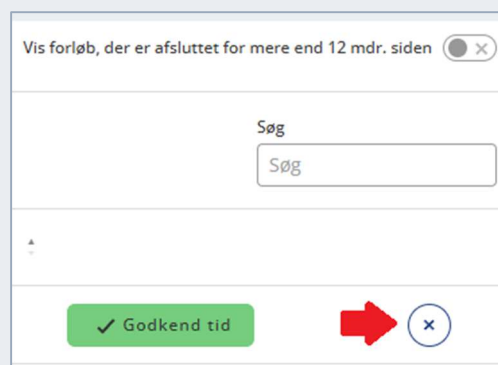 Vis forløb, der er afsluttet for mere end 12 mdr. siden
Søg
Søg
Godkend tid